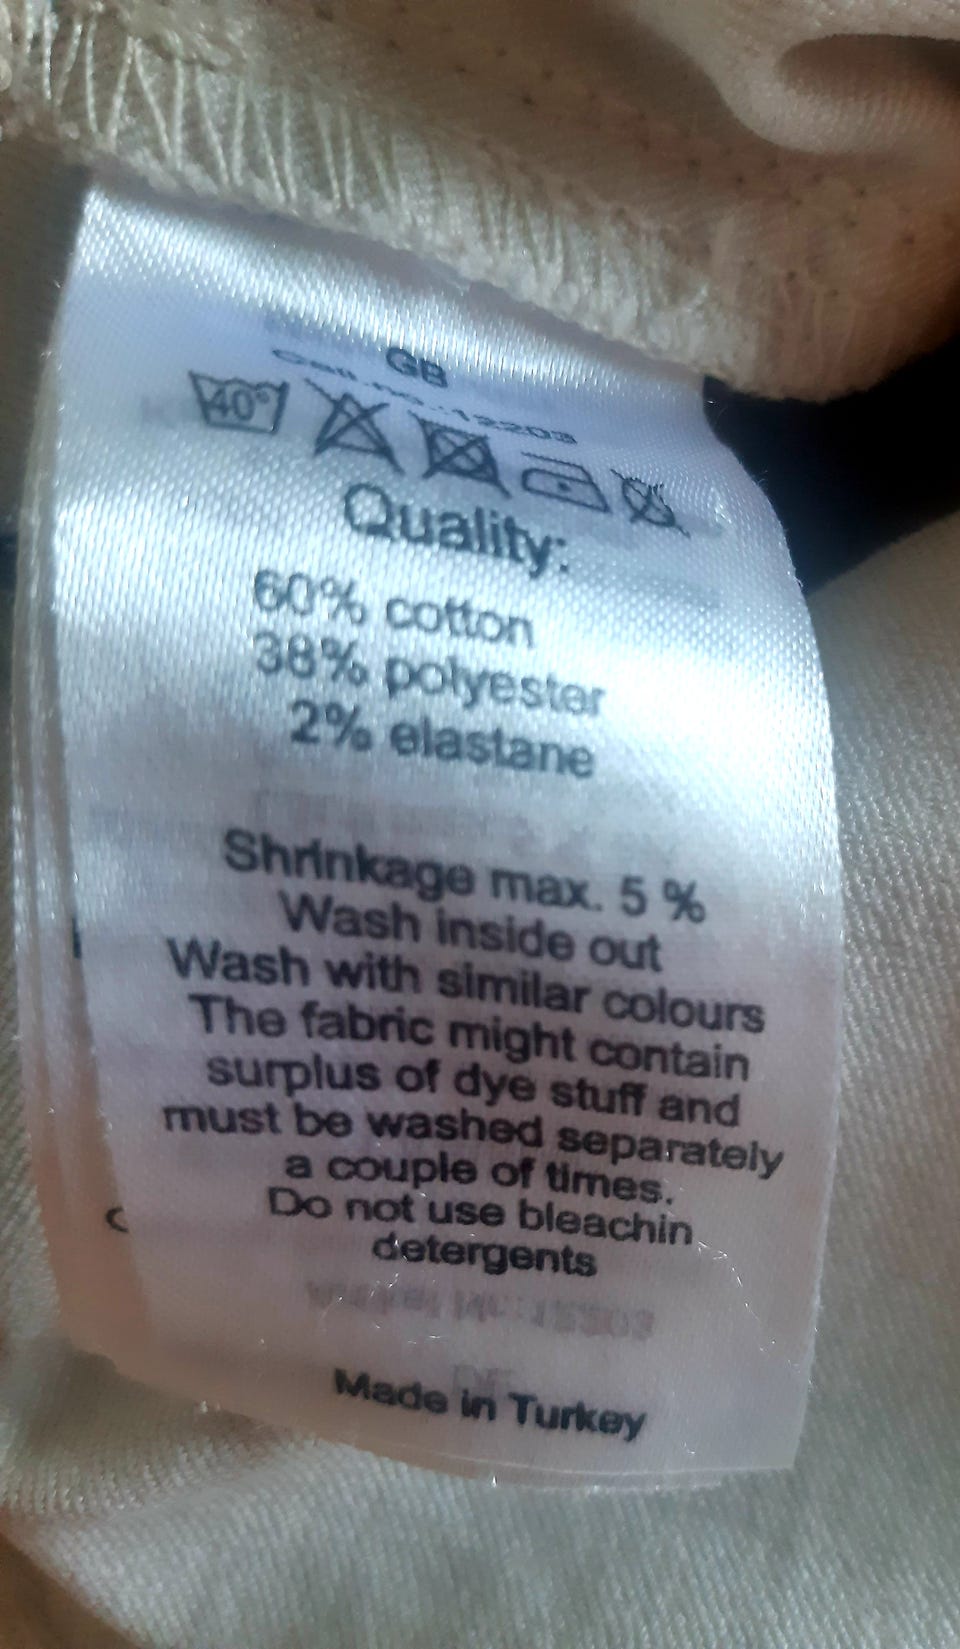 GB
40°
Quality:
60% cotton
38% polyester
2% elastane
Shrinkage max. 5 %
Wash inside out
Wash with similar colours
The fabric might contain
surplus of dye stuff and
must be washed separately
a couple of times.
Do not use bleachin
detergents
Made in Turkey